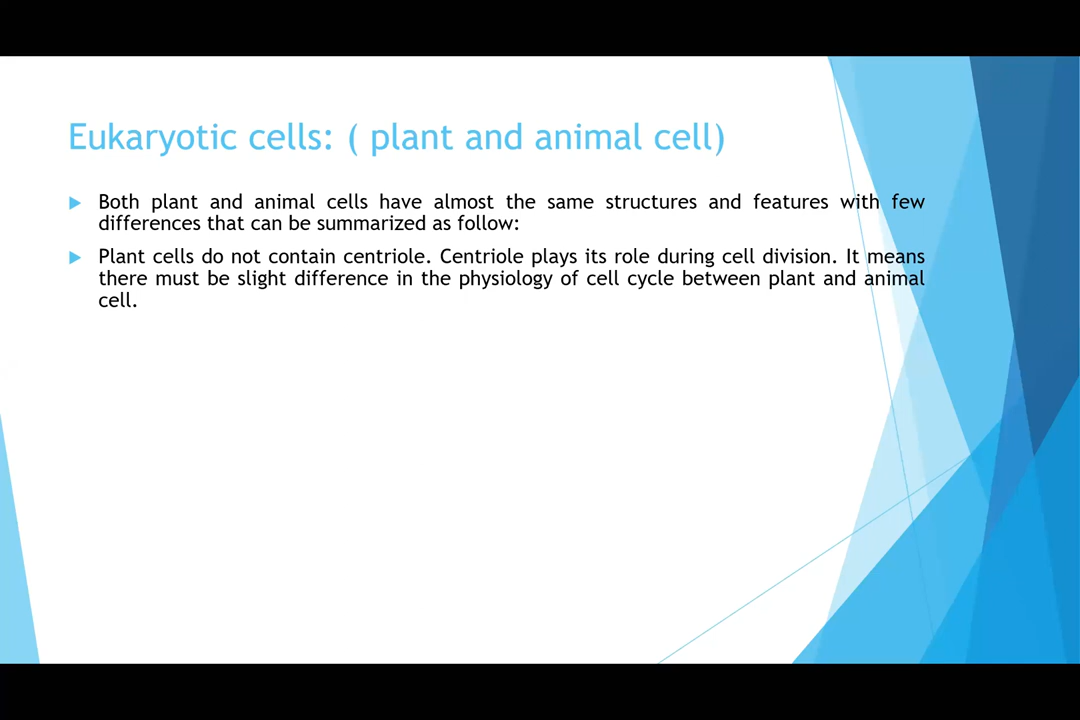 Eukaryotic cells: ( plant and animal cell)
Both plant and animal cells have almost the same structures and features with few
differences that can be summarized as follow:
Plant cells do not contain centriole. Centriole plays its role during cell division. It means
there must be slight difference in the physiology of cell cycle between plant and animal
cell.